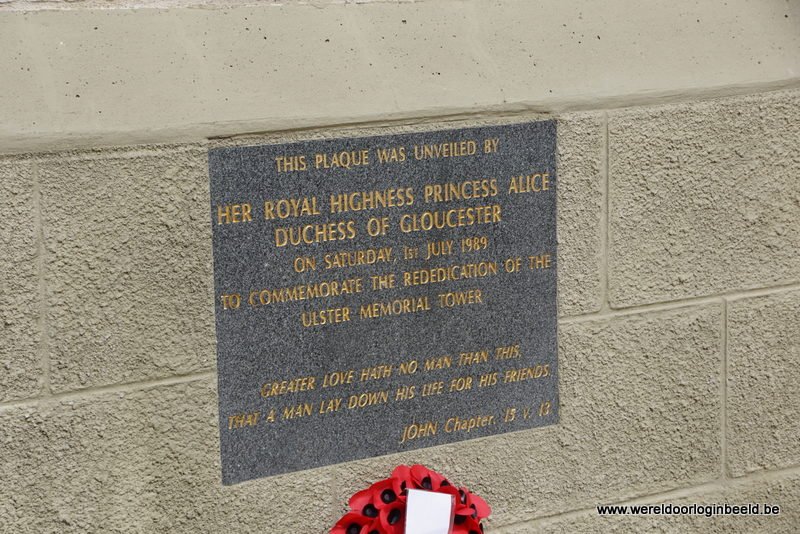 THIS PLAQUE WAS UNVEILED BY
HER ROYAL HIGHNESS PRINCESS ALICE
DUCHESS OF GLOUCESTER
ON SATURDAY, 1ST JULY 1989
TO COMMEMORATE THE REDEDICATION OF THE
ULSTER MEMORIAL TOWER
GREATER LOVE HATH NO MAN THAN THIS,
THAT A MAN LAY DOWN HIS LIFE FOR HIS FRIENDS.
JOHN Chapter. 15 v. 13
www.wereldoorloginbeeld.be